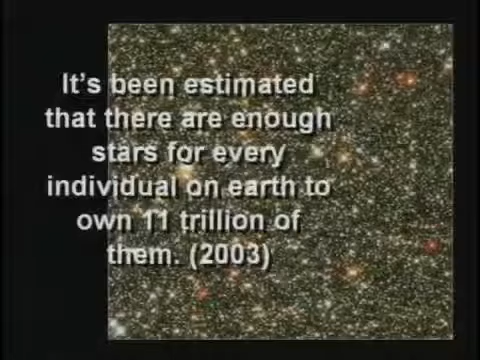 It's been estimated
that there are enough
stars for every
individual on earth to
own 11 trillion of
them. (2003)